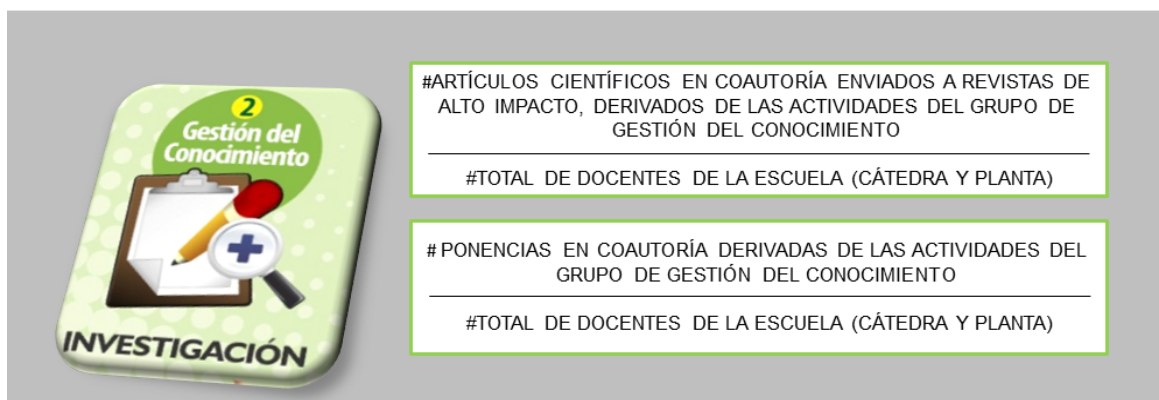 2
Gestión del
Conocimiento
INVESTIGACIÓN
#ARTÍCULOS CIENTÍFICOS EN COAUTORÍA ENVIADOS A REVISTAS DE
ALTO IMPACTO, DERIVADOS DE LAS ACTIVIDADES DEL GRUPO DE
GESTIÓN DEL CONOCIMIENTO
#TOTAL DE DOCENTES DE LA ESCUELA (CÁTEDRA Y PLANTA)
# PONENCIAS EN COAUTORÍA DERIVADAS DE LAS ACTIVIDADES DEL
GRUPO DE GESTIÓN DEL CONOCIMIENTO
#TOTAL DE DOCENTES DE LA ESCUELA (CÁTEDRA Y PLANTA)